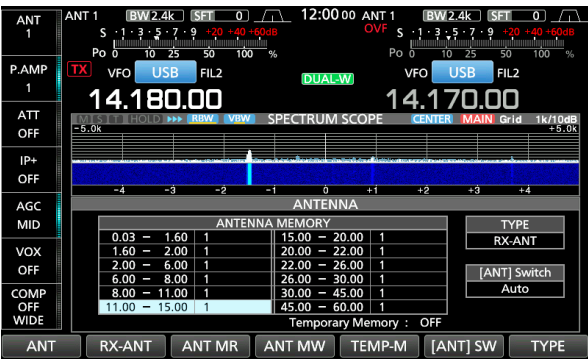 ANT 1 BW 2.4k SFT 0 12:00 00 ANT 1 BW 2.4k SFT 0
ANT
1
S ·1·3·5·7·9 +20 +40 +60dB OVF S ·1·3·5·7·9 +20 +40 +60dB
Po 0 10 25 50 100 % Po 0 10 25 50 100 %
P.AMP
1
TX VFO USB FIL2 DUAL-W VFO USB FIL2
14.180.00 14.170.00
ATT
OFF
M S T HOLD RBW VBW SPECTRUM SCOPE CENTER MAIN Grid 1k/10dB
-5.0k +5.0k
IP+
OFF
-4 -3 -2 -1 0 +1 +2 +3 +4
AGC
MID
ANTENNA
ANTENNA MEMORY
0.03 – 1.60 1 15.00 – 20.00 1
1.60 – 2.00 1 20.00 – 22.00 1
2.00 – 6.00 1 22.00 – 26.00 1
6.00 – 8.00 1 26.00 – 30.00 1
8.00 – 11.00 1 30.00 – 45.00 1
11.00 – 15.00 1 45.00 – 60.00 1
Temporary Memory : OFF
TYPE
RX-ANT
[ANT] Switch
Auto
VOX
OFF
COMP
OFF
WIDE
ANT RX-ANT ANT MR ANT MW TEMP-M [ANT] SW TYPE